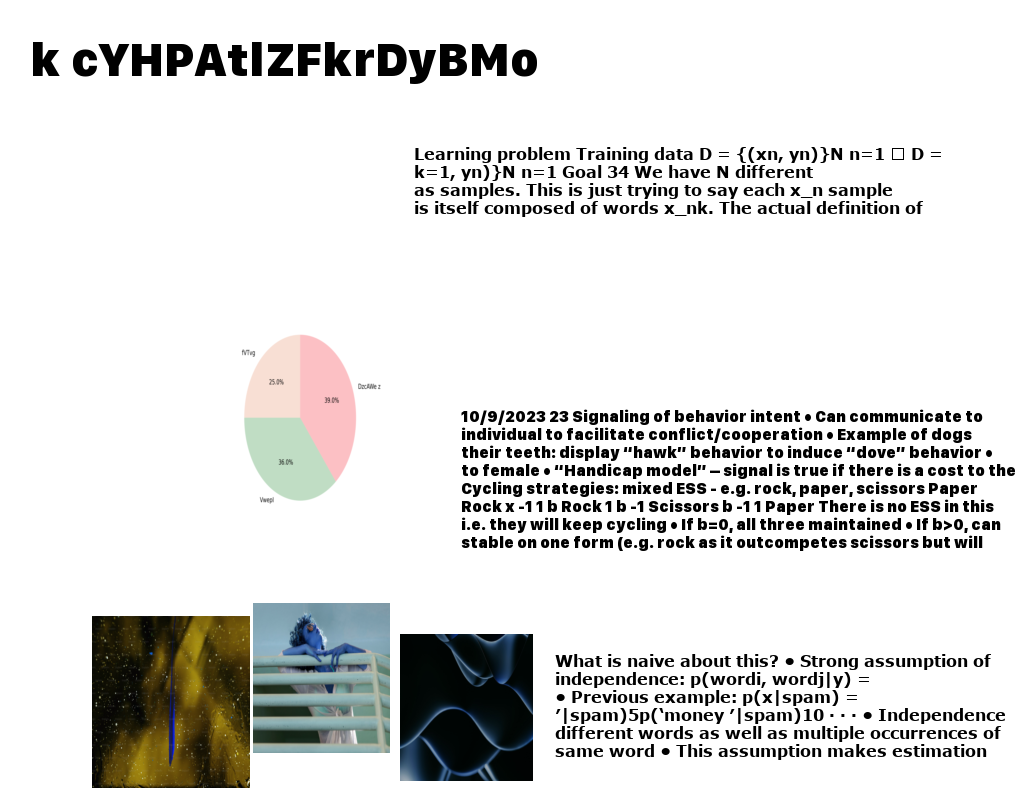 k cYHPAtlZFkrDyBMo
Learning problem Training data D = {(xn, yn)}N n=1 □ D =
k=1, yn)}N n=1 Goal 34 We have N different
as samples. This is just trying to say each x_n sample
is itself composed of words x_nk. The actual definition of
fVTvg
25.0%
DzcAWe z
39.0%
36.0%
Vwepl
10/9/2023 23 Signaling of behavior intent • Can communicate to
individual to facilitate conflict/cooperation • Example of dogs
their teeth: display “hawk” behavior to induce “dove” behavior •
to female • “Handicap model” – signal is true if there is a cost to the
Cycling strategies: mixed ESS - e.g. rock, paper, scissors Paper
Rock x -1 1 b Rock 1 b -1 Scissors b -1 1 Paper There is no ESS in this
i.e. they will keep cycling • If b=0, all three maintained • If b>0, can
stable on one form (e.g. rock as it outcompetes scissors but will
What is naive about this? • Strong assumption of
independence: p(wordi, wordj|y) =
• Previous example: p(x|spam) =
’|spam)5p(‘money ’|spam)10 · · · • Independence
different words as well as multiple occurrences of
same word • This assumption makes estimation